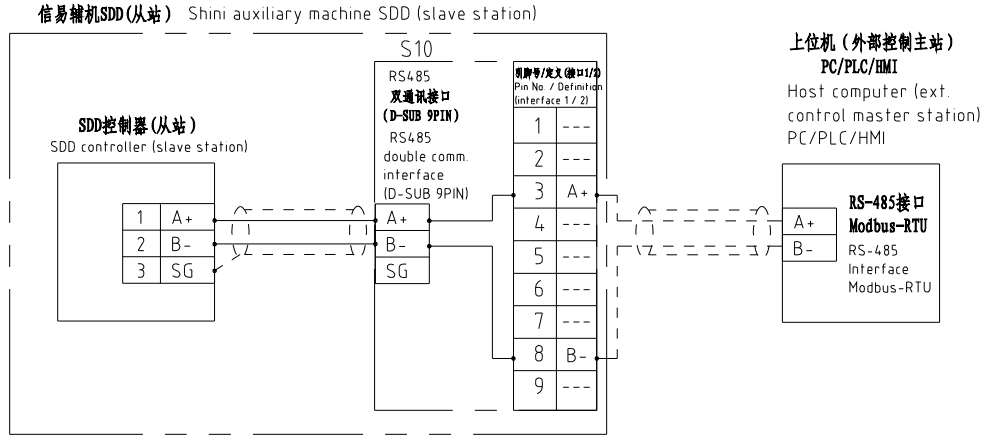 信易辅机SDD(从站) Shini auxiliary machine SDD (slave station)
SDD控制器(从站)
SDD controller (slave station)
1 A+
2 B-
3 SG
S10
RS485
双通讯接口
(D-SUB 9PIN)
RS485
double comm.
interface
(D-SUB 9PIN)
A+
B-
SG
引脚号/定义(接口1/2)
Pin No. / Definition
(interface 1 / 2)
1 ---
2 ---
3 A+
4 ---
5 ---
6 ---
7 ---
8 B-
9 ---
上位机（外部控制主站）
PC/PLC/HMI
Host computer (ext.
control master station)
PC/PLC/HMI
A+
B-
RS-485接口
Modbus-RTU
RS-485
Interface
Modbus-RTU